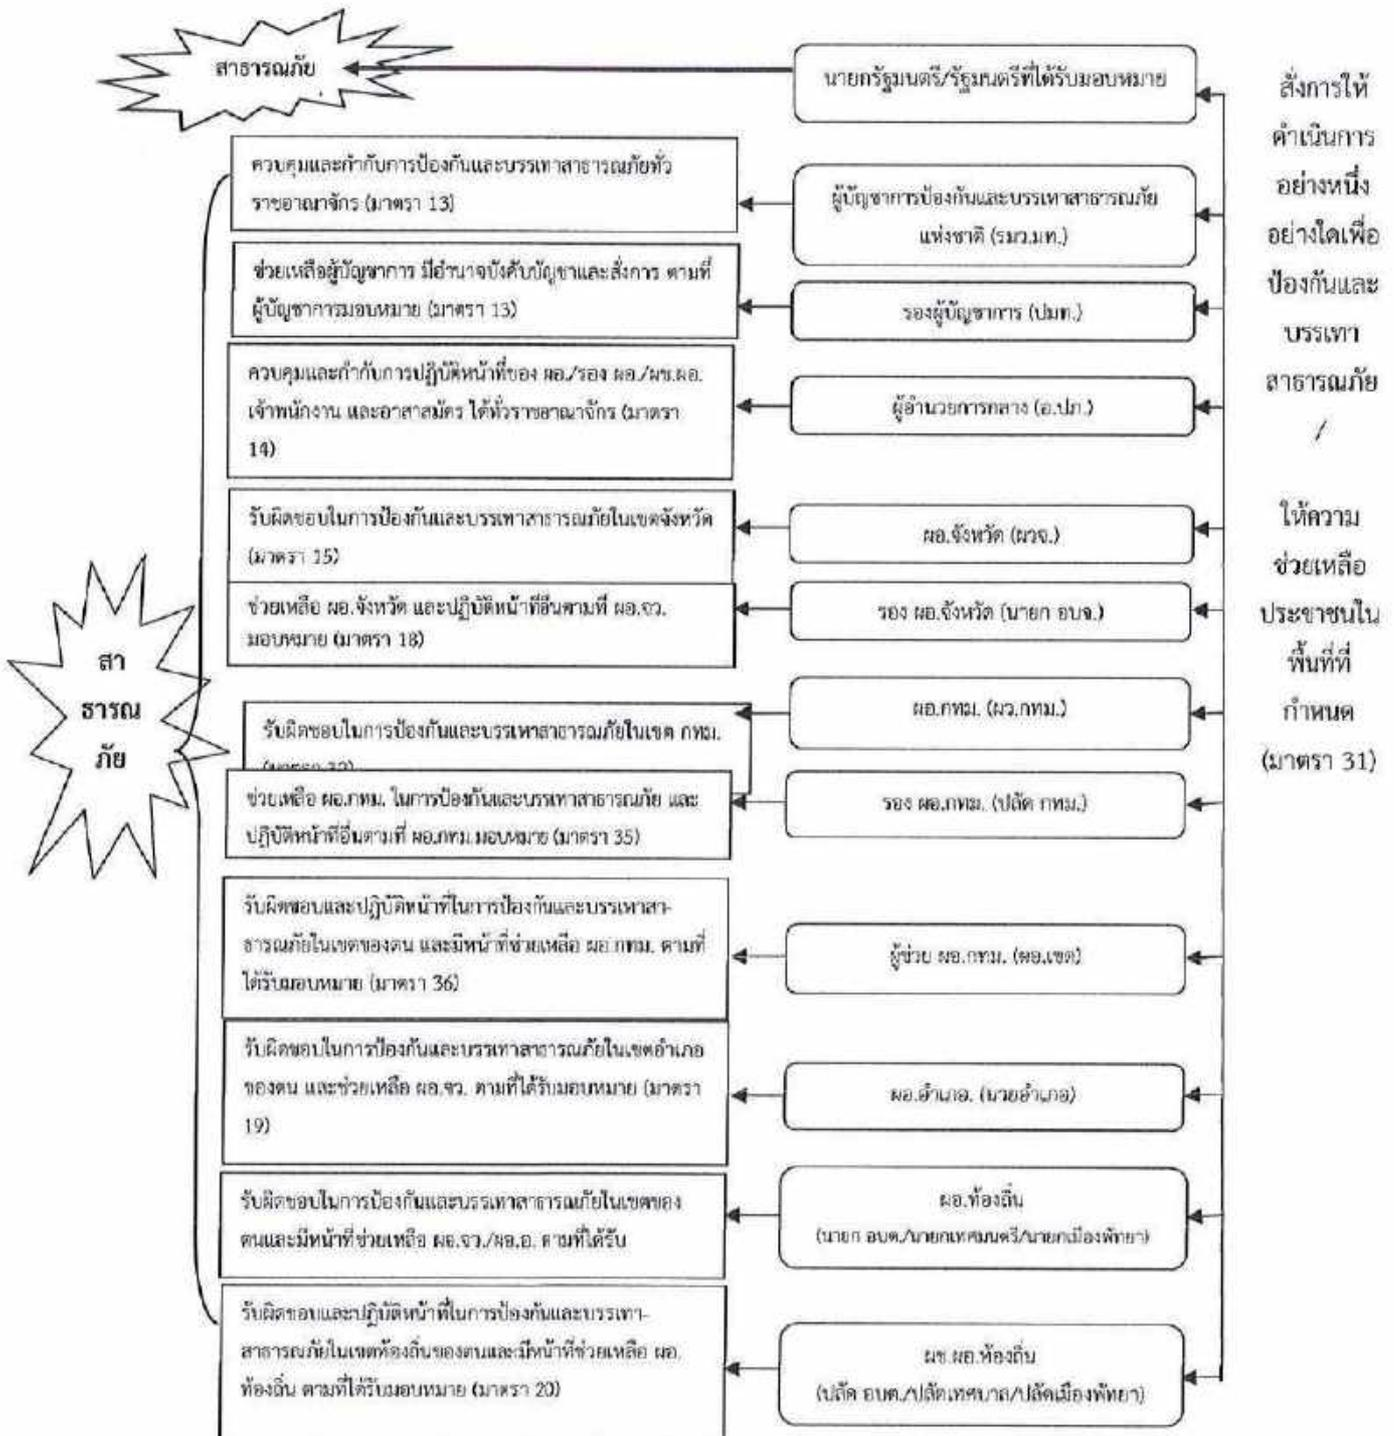 สาธารณภัย
นายกรัฐมนตรี/รัฐมนตรีที่ได้รับมอบหมาย
ควบคุมและกำกับการป้องกันและบรรเทาสาธารณภัยทั่ว
ราชอาณาจักร (มาตรา 13)
ผู้บัญชาการป้องกันและบรรเทาสาธารณภัย
แห่งชาติ (รมว.มท.)
ช่วยเหลือผู้บัญชาการ มีอำนาจบังคับบัญชาและสั่งการ ตามที่
ผู้บัญชาการมอบหมาย (มาตรา 13)
รองผู้บัญชาการ (ปมท.)
ควบคุมและกำกับการปฏิบัติหน้าที่ของ ผอ./รอง ผอ./ผช.ผอ.
เจ้าพนักงาน และอาสาสมัคร ได้ทั่วราชอาณาจักร (มาตรา
14)
ผู้อำนวยการกลาง (อ.ปภ.)
รับผิดชอบในการป้องกันและบรรเทาสาธารณภัยในเขตจังหวัด
(มาตรา 15)
ผอ.จังหวัด (ผวจ.)
ช่วยเหลือ ผอ.จังหวัด และปฏิบัติหน้าที่อื่นตามที่ ผอ.จว.
มอบหมาย (มาตรา 18)
รอง ผอ.จังหวัด (นายก อบจ.)
รับผิดชอบในการป้องกันและบรรเทาสาธารณภัยในเขต กทม.
ผอ.กทม. (ผว.กทม.)
ช่วยเหลือ ผอ.กทม. ในการป้องกันและบรรเทาสาธารณภัย และ
ปฏิบัติหน้าที่อื่นตามที่ ผอ.กทม.มอบหมาย (มาตรา 35)
รอง ผอ.กทม. (ปลัด กทม.)
รับผิดชอบและปฏิบัติหน้าที่ในการป้องกันและบรรเทาสา-
ธารณภัยในเขตของตน และมีหน้าที่ช่วยเหลือ ผอ.กทม. ตามที่
ได้รับมอบหมาย (มาตรา 36)
ผู้ช่วย ผอ.กทม. (ผอ.เขต)
รับผิดชอบในการป้องกันและบรรเทาสาธารณภัยในเขตอำเภอ
ของตน และช่วยเหลือ ผอ.จว. ตามที่ได้รับมอบหมาย (มาตรา
19)
ผอ.อำเภอ. (นายอำเภอ)
รับผิดชอบในการป้องกันและบรรเทาสาธารณภัยในเขตของ
ตนและมีหน้าที่ช่วยเหลือ ผอ.จว./ผอ.อ. ตามที่ได้รับ
ผอ.ท้องถิ่น
(นายก อบต./นายกเทศมนตรี/นายกเมืองพัทยา)
รับผิดชอบและปฏิบัติหน้าที่ในการป้องกันและบรรเทา-
สาธารณภัยในเขตท้องถิ่นของตนและมีหน้าที่ช่วยเหลือ ผอ.
ท้องถิ่น ตามที่ได้รับมอบหมาย (มาตรา 20)
ผช.ผอ.ท้องถิ่น
(ปลัด อบต./ปลัดเทศบาล/ปลัดเมืองพัทยา)
สา
ธารณ
ภัย
สั่งการให้
ดำเนินการ
อย่างหนึ่ง
อย่างใดเพื่อ
ป้องกันและ
บรรเทา
สาธารณภัย
/
ให้ความ
ช่วยเหลือ
ประชาชนใน
พื้นที่ที่
กำหนด
(มาตรา 31)